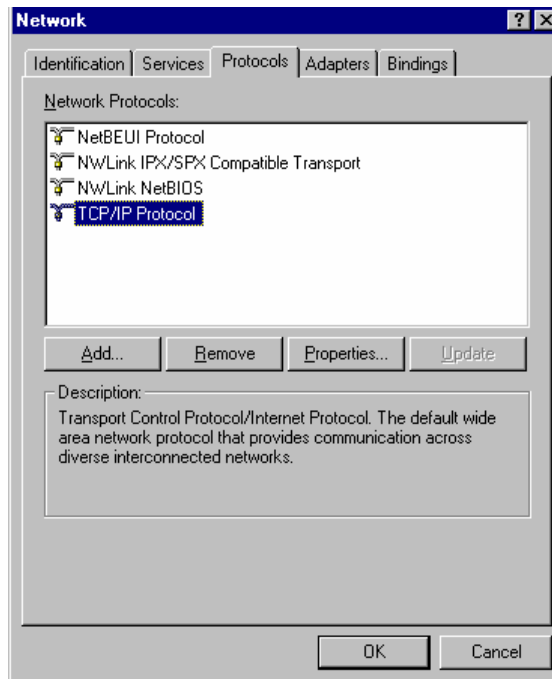 Network
Identification Services Protocols Adapters Bindings
Network Protocols:
NetBEUI Protocol
NWLink IPX/SPX Compatible Transport
NWLink NetBIOS
TCP/IP Protocol
Add... Remove Properties... Update
Description:
Transport Control Protocol/Internet Protocol. The default wide
area network protocol that provides communication across
diverse interconnected networks.
OK Cancel